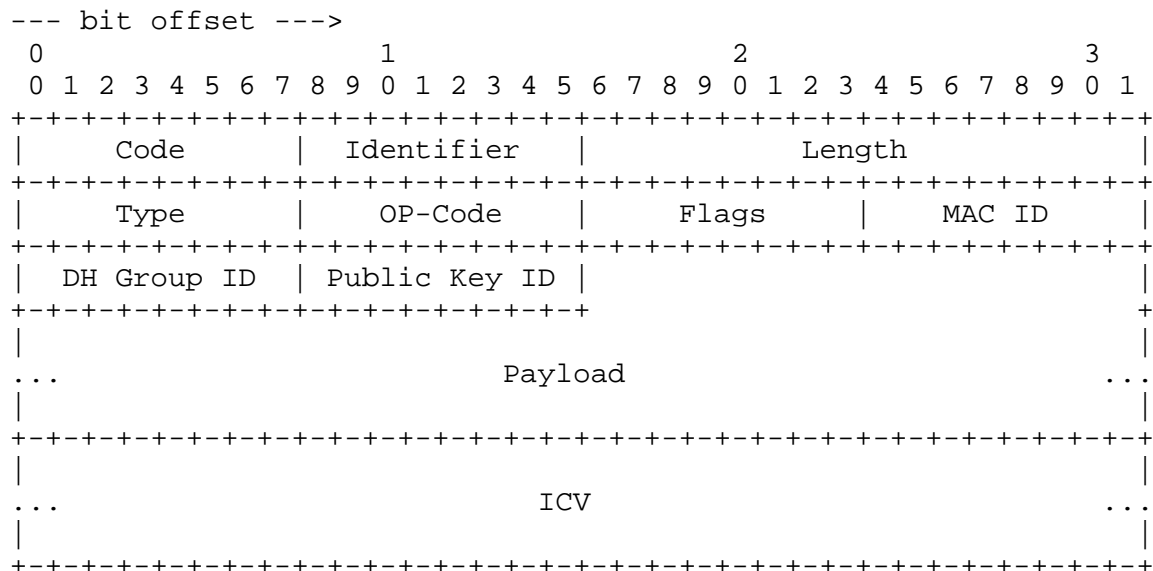 --- bit offset --->
 0                   1                   2                   3
 0 1 2 3 4 5 6 7 8 9 0 1 2 3 4 5 6 7 8 9 0 1 2 3 4 5 6 7 8 9 0 1
+-+-+-+-+-+-+-+-+-+-+-+-+-+-+-+-+-+-+-+-+-+-+-+-+-+-+-+-+-+-+-+-+
|     Code      |  Identifier   |            Length             |
+-+-+-+-+-+-+-+-+-+-+-+-+-+-+-+-+-+-+-+-+-+-+-+-+-+-+-+-+-+-+-+-+
|     Type      |    OP-Code    |     Flags     |    MAC ID     |
+-+-+-+-+-+-+-+-+-+-+-+-+-+-+-+-+-+-+-+-+-+-+-+-+-+-+-+-+-+-+-+-+
|  DH Group ID  | Public Key ID |                               |
+-+-+-+-+-+-+-+-+-+-+-+-+-+-+-+-+                               +
|                                                               |
...                         Payload                           ...
|                                                               |
+-+-+-+-+-+-+-+-+-+-+-+-+-+-+-+-+-+-+-+-+-+-+-+-+-+-+-+-+-+-+-+-+
|                                                               |
...                           ICV                             ...
|                                                               |
+-+-+-+-+-+-+-+-+-+-+-+-+-+-+-+-+-+-+-+-+-+-+-+-+-+-+-+-+-+-+-+-+